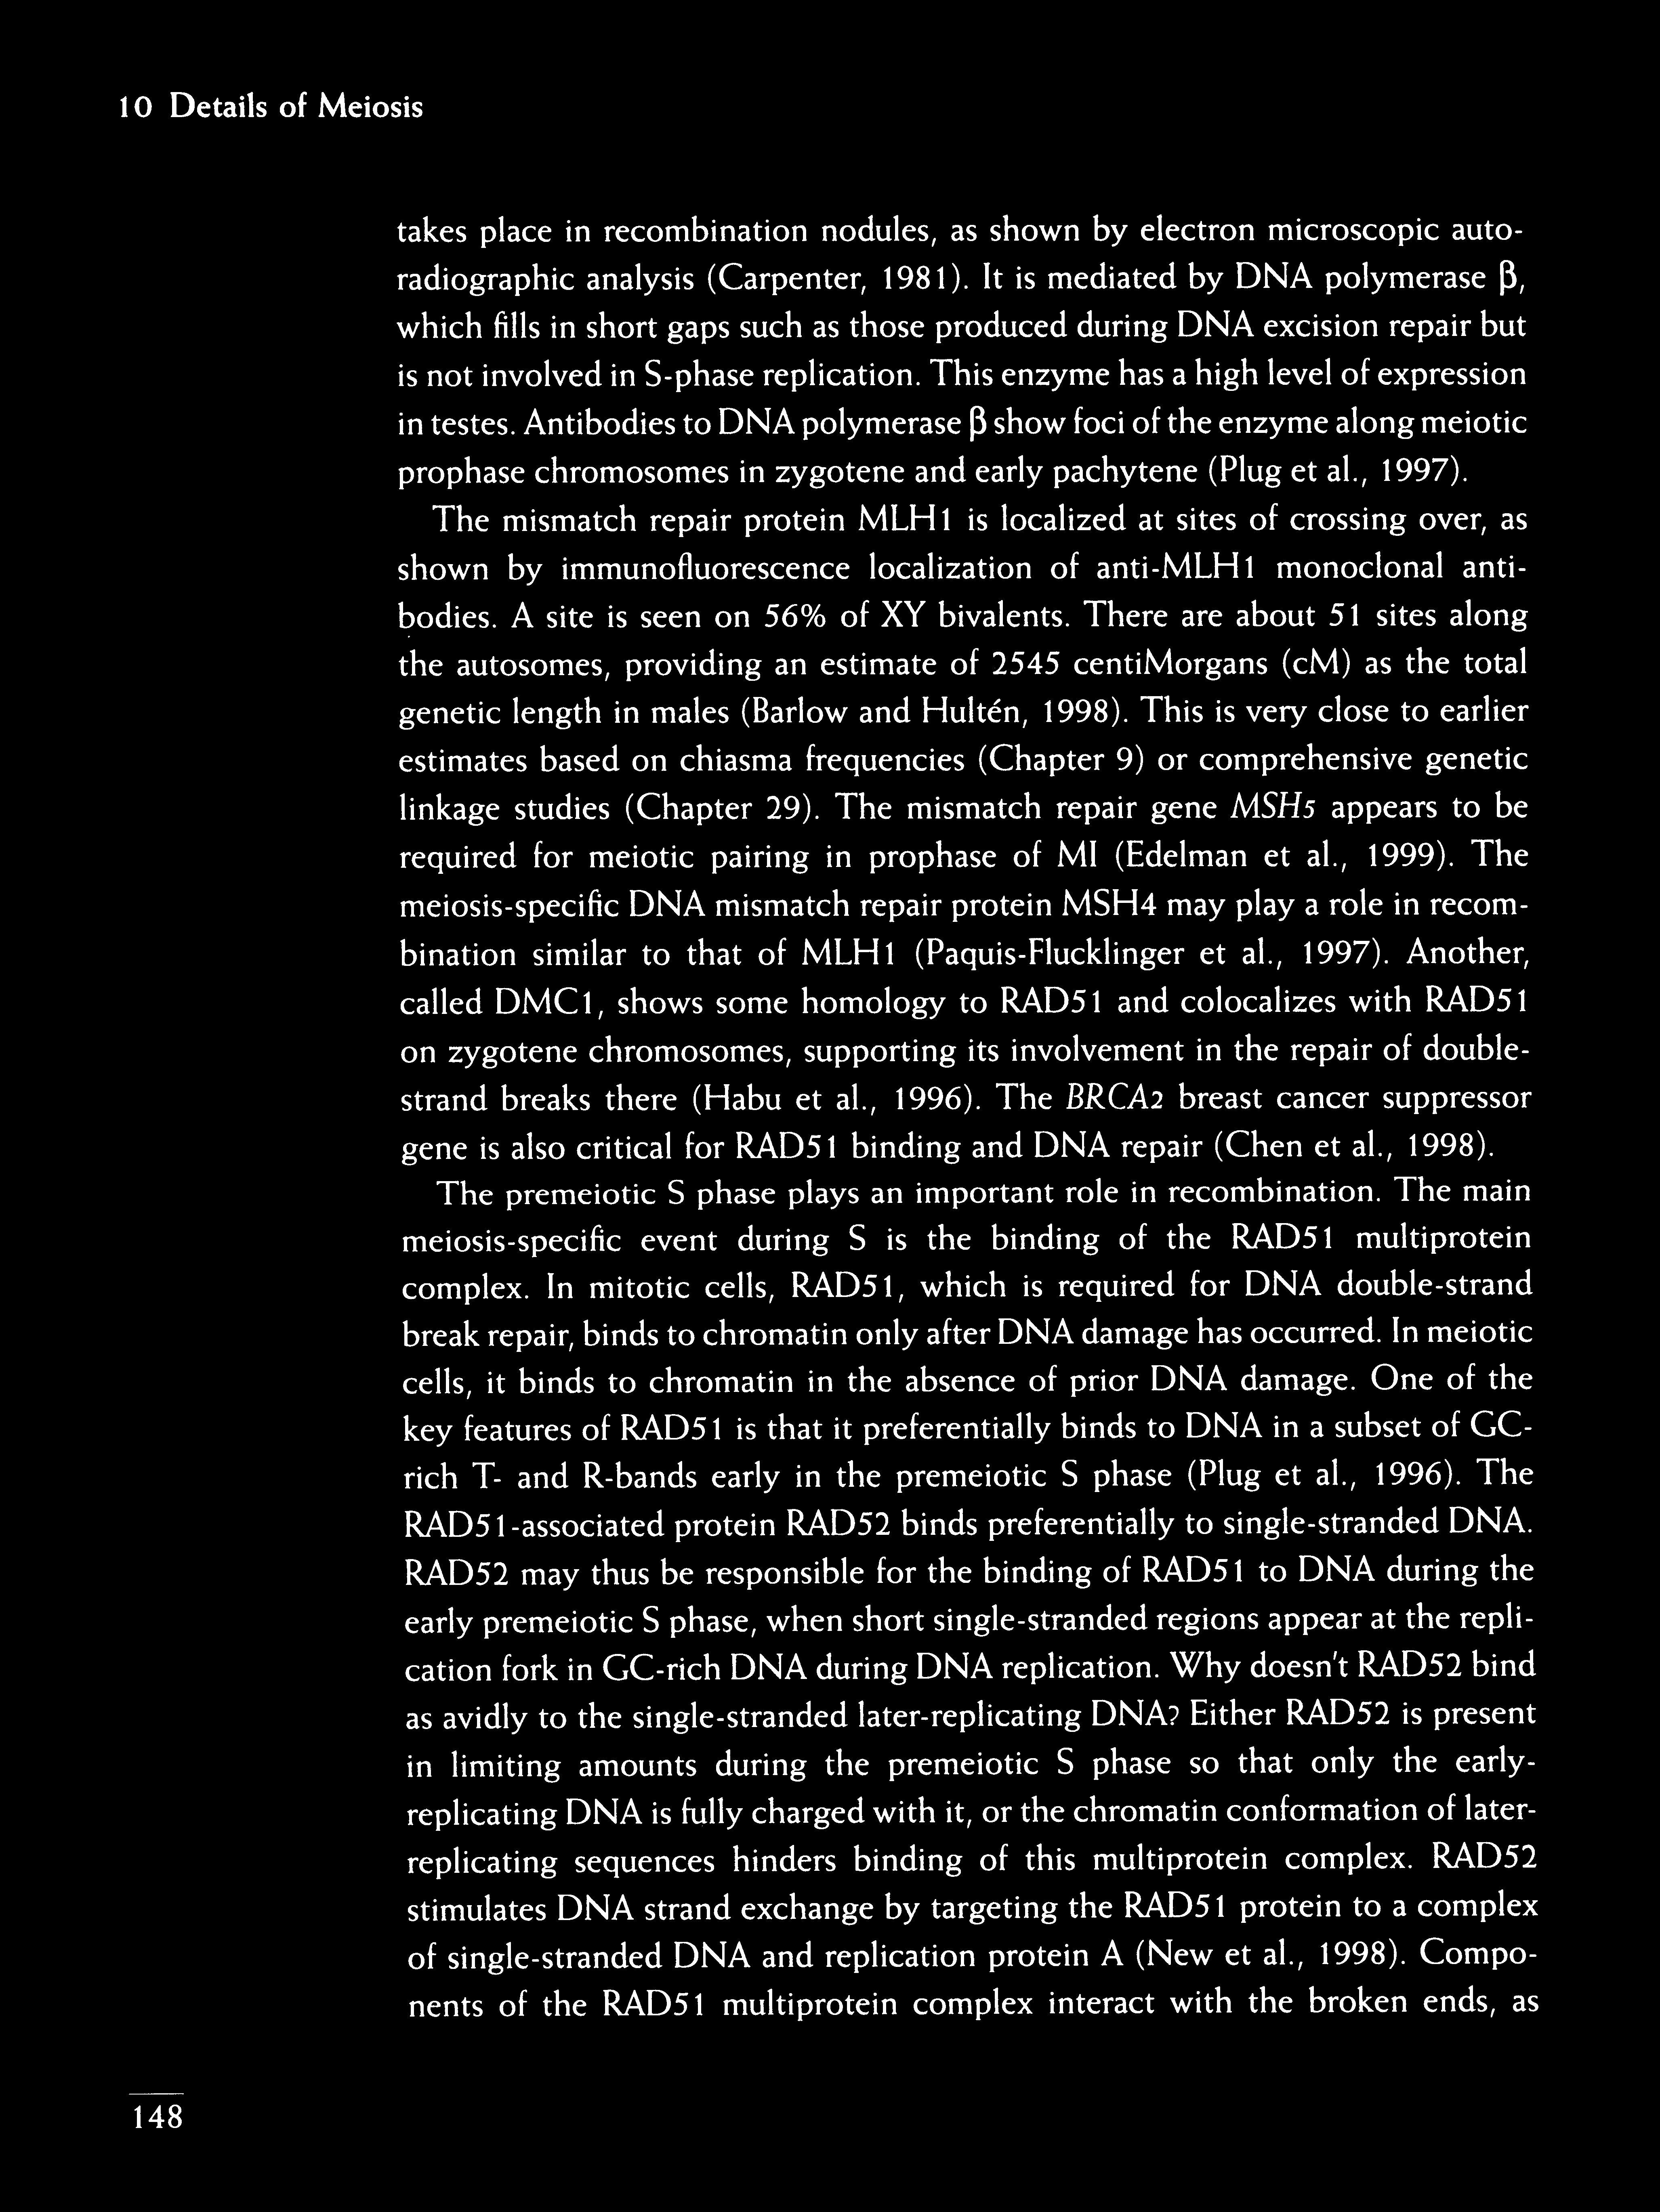 10 Details of Meiosis
takes place in recombination nodules, as shown by electron microscopic auto-
radiographic analysis (Carpenter, 1981). It is mediated by DNA polymerase β,
which fills in short gaps such as those produced during DNA excision repair but
is not involved in S-phase replication. This enzyme has a high level of expression
in testes. Antibodies to DNA polymerase β show foci of the enzyme along meiotic
prophase chromosomes in zygotene and early pachytene (Plug et al., 1997).
The mismatch repair protein MLH1 is localized at sites of crossing over, as
shown by immunofluorescence localization of anti-MLH1 monoclonal anti-
bodies. A site is seen on 56% of XY bivalents. There are about 51 sites along
the autosomes, providing an estimate of 2545 centiMorgans (cM) as the total
genetic length in males (Barlow and Hultén, 1998). This is very close to earlier
estimates based on chiasma frequencies (Chapter 9) or comprehensive genetic
linkage studies (Chapter 29). The mismatch repair gene MSH5 appears to be
required for meiotic pairing in prophase of MI (Edelman et al., 1999). The
meiosis-specific DNA mismatch repair protein MSH4 may play a role in recom-
bination similar to that of MLH1 (Paquis-Flucklinger et al., 1997). Another,
called DMC1, shows some homology to RAD51 and colocalizes with RAD51
on zygotene chromosomes, supporting its involvement in the repair of double-
strand breaks there (Habu et al., 1996). The BRCA2 breast cancer suppressor
gene is also critical for RAD51 binding and DNA repair (Chen et al., 1998).
The premeiotic S phase plays an important role in recombination. The main
meiosis-specific event during S is the binding of the RAD51 multiprotein
complex. In mitotic cells, RAD51, which is required for DNA double-strand
break repair, binds to chromatin only after DNA damage has occurred. In meiotic
cells, it binds to chromatin in the absence of prior DNA damage. One of the
key features of RAD51 is that it preferentially binds to DNA in a subset of GC-
rich T- and R-bands early in the premeiotic S phase (Plug et al., 1996). The
RAD51-associated protein RAD52 binds preferentially to single-stranded DNA.
RAD52 may thus be responsible for the binding of RAD51 to DNA during the
early premeiotic S phase, when short single-stranded regions appear at the repli-
cation fork in GC-rich DNA during DNA replication. Why doesn't RAD52 bind
as avidly to the single-stranded later-replicating DNA? Either RAD52 is present
in limiting amounts during the premeiotic S phase so that only the early-
replicating DNA is fully charged with it, or the chromatin conformation of later-
replicating sequences hinders binding of this multiprotein complex. RAD52
stimulates DNA strand exchange by targeting the RAD51 protein to a complex
of single-stranded DNA and replication protein A (New et al., 1998). Compo-
nents of the RAD51 multiprotein complex interact with the broken ends, as
148